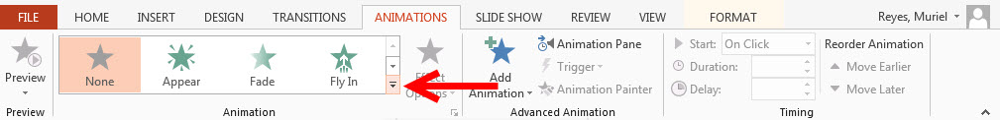 FILE HOME INSERT DESIGN TRANSITIONS ANIMATIONS SLIDE SHOW REVIEW VIEW FORMAT Reyes, Muriel
Preview
None Appear Fade Fly In
Effect Options
Add Animation
Animation Pane
Trigger
Animation Painter
Start: On Click
Duration:
Delay:
Reorder Animation
Move Earlier
Move Later
Preview Animation Advanced Animation Timing